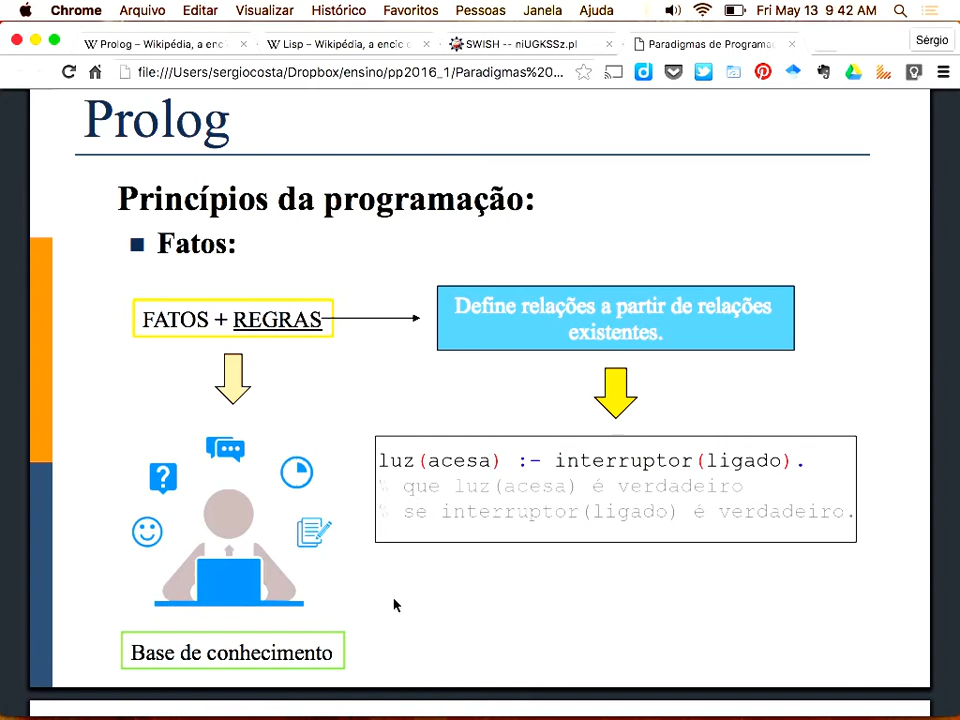 Chrome Arquivo Editar Visualizar Histórico Favoritos Pessoas Janela Ajuda Fri May 13 9:42 AM
Prolog – Wikipédia, a enc
Lisp – Wikipédia, a encic
SWISH -- niUGKSSz.pl
Paradigmas de Programa
Sérgio
file:///Users/sergiocosta/Dropbox/ensino/pp2016_1/Paradigmas%20...
Prolog
Princípios da programação:
Fatos:
FATOS + REGRAS
Define relações a partir de relações
existentes.
luz(acesa) :- interruptor(ligado).
% que luz(acesa) é verdadeiro
% se interruptor(ligado) é verdadeiro.
Base de conhecimento